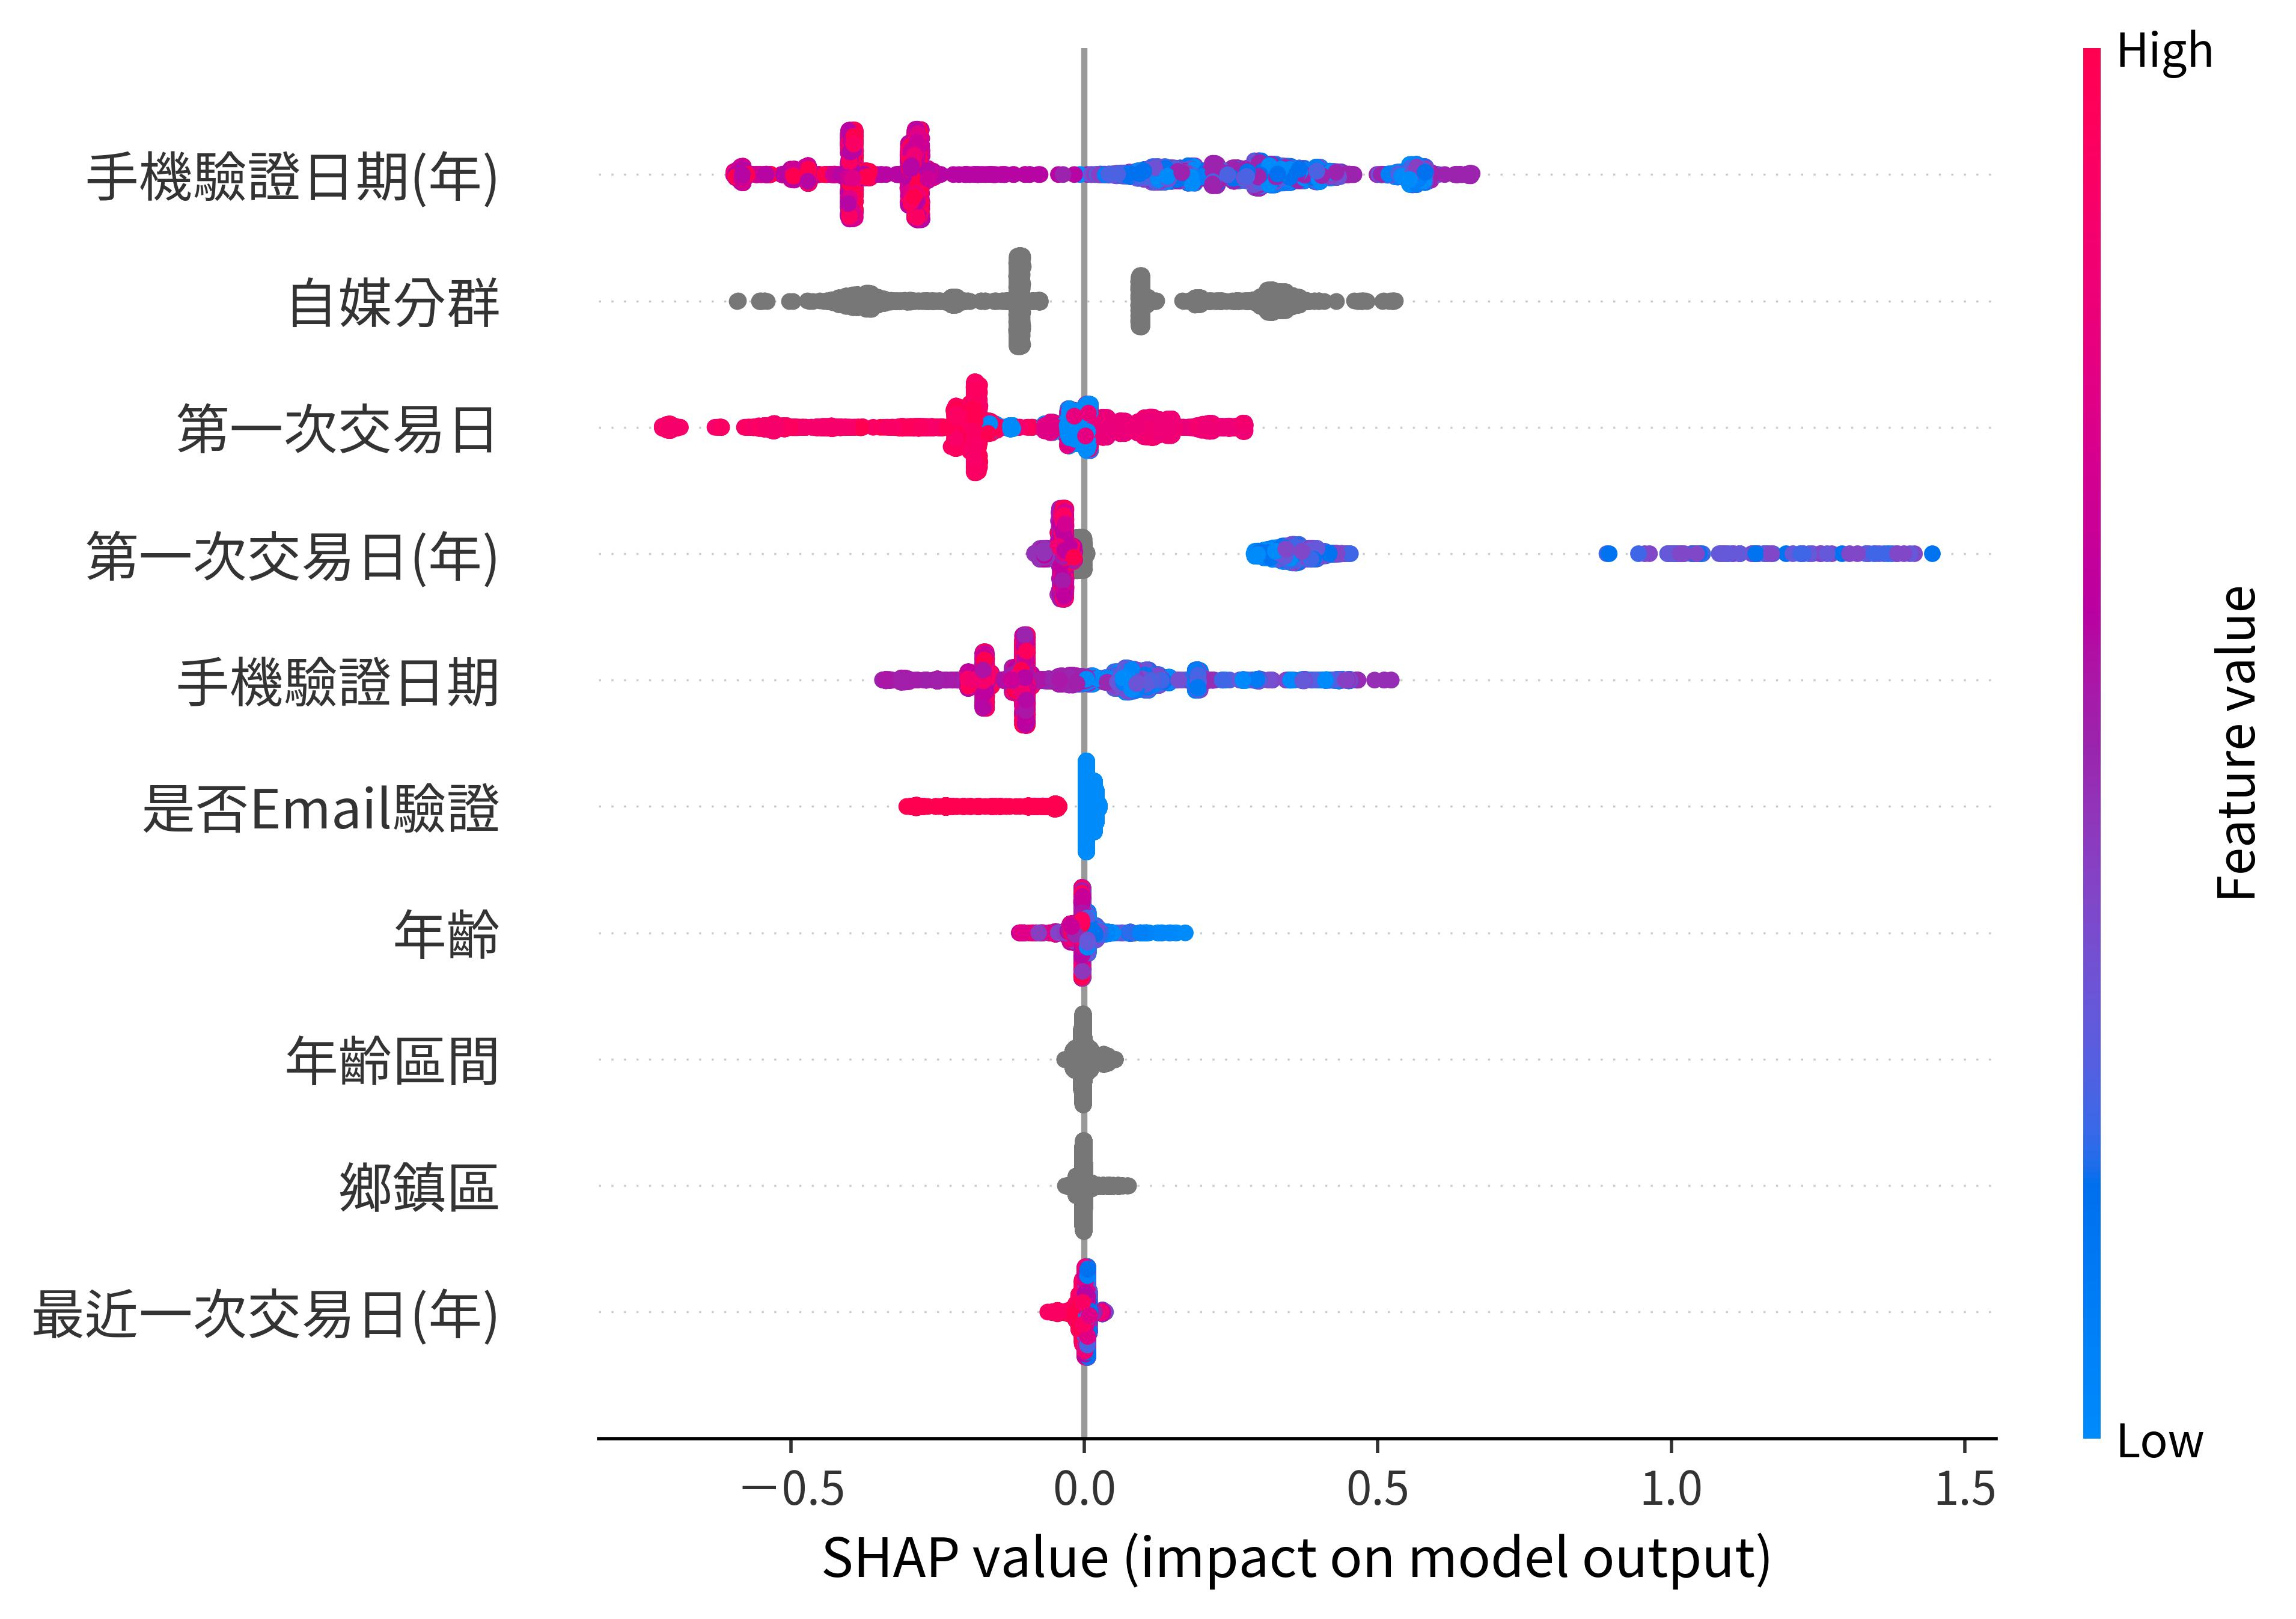 High
手機驗證日期(年)
自媒分群
第一次交易日
第一次交易日(年)
手機驗證日期
是否Email驗證
年齡
年齡區間
鄉鎮區
最近一次交易日(年)
Feature value
Low
−0.5 0.0 0.5 1.0 1.5
SHAP value (impact on model output)